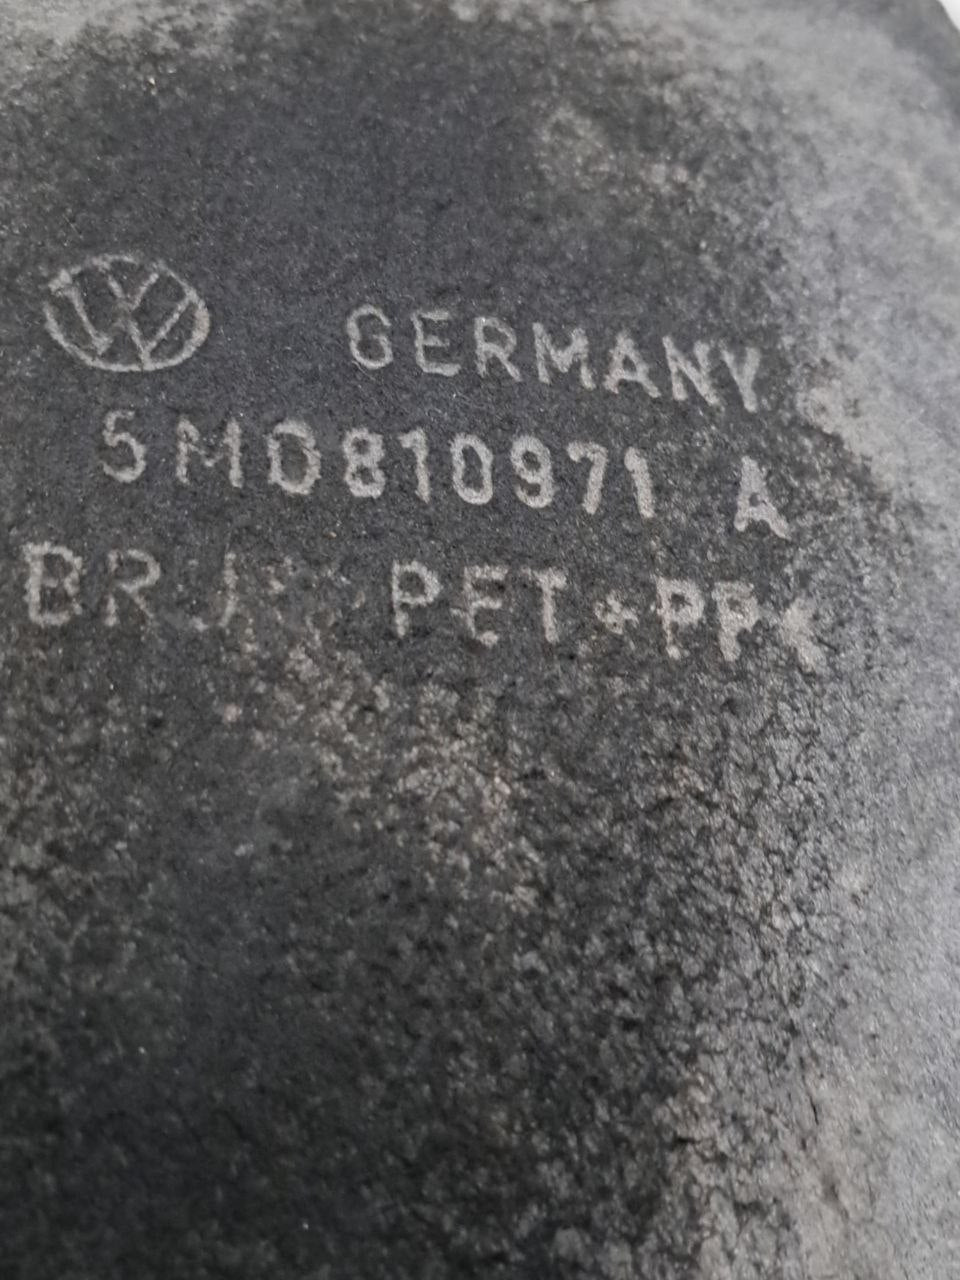 GERMANY
5M0810971 A
PET+PP<